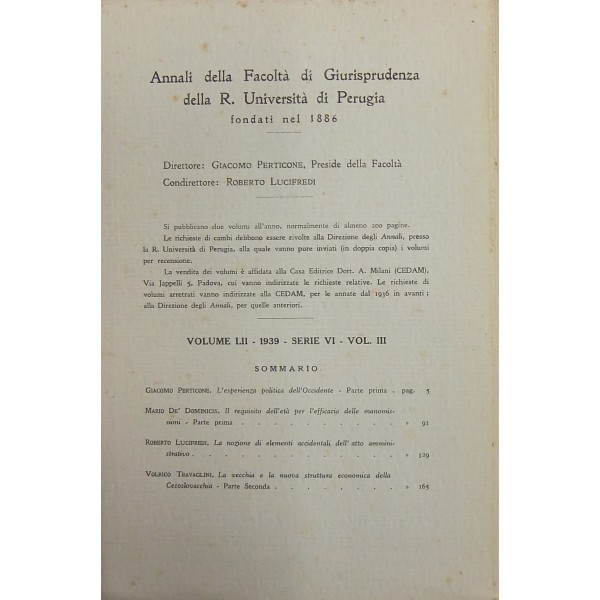 Annali della Facoltà di Giurisprudenza
della R. Università di Perugia
fondati nel 1886
Direttore: Giacomo Perticone, Preside della Facoltà
Condirettore: Roberto Lucifredi
Si pubblicano due volumi all'anno, normalmente di almeno 200 pagine.
Le richieste di cambi debbono essere rivolte alla Direzione degli Annali, presso
la R. Università di Perugia, alla quale vanno pure inviati (in doppia copia) i volumi
per recensione.
La vendita dei volumi è affidata alla Casa Editrice Dott. A. Milani (CEDAM),
Via Jappelli 5, Padova, cui vanno indirizzate le richieste relative. Le richieste di
volumi arretrati vanno indirizzate alla CEDAM, per le annate dal 1936 in avanti;
alla Direzione degli Annali, per quelle anteriori.
VOLUME LII - 1939 - SERIE VI - VOL. III
SOMMARIO
Giacomo Perticone, L'esperienza politica dell'Occidente - Parte prima . pag. 5
Mario De' Dominicis, Il requisito dell'età per l'efficacia delle manomis-
sioni - Parte prima . . . . . . . . . . » 91
Roberto Lucifredi, La nozione di elementi accidentali dell'atto ammini-
strativo . . . . . . . . . . . . » 129
Volrico Travaglini, La vecchia e la nuova struttura economica della
Cecoslovacchia - Parte Seconda . . . . . . . » 165